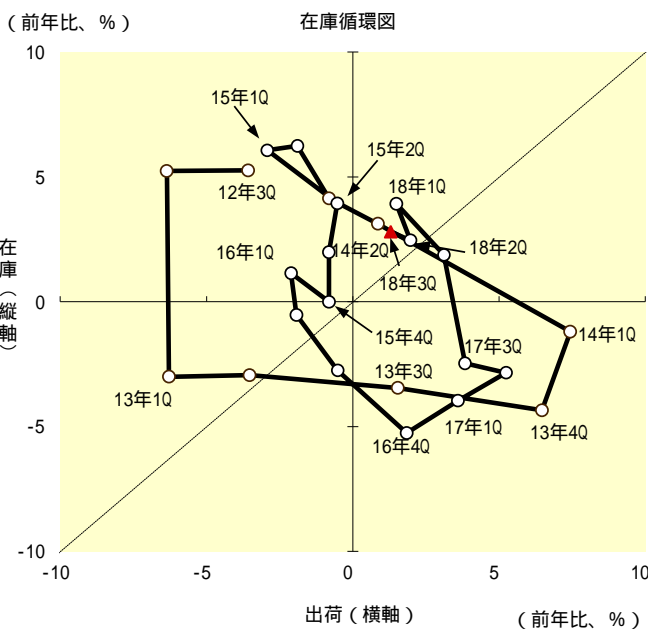 （前年比、％）
在庫循環図
10
15年1Q
15年2Q
18年1Q
5
12年3Q
14年2Q
18年2Q
16年1Q
18年3Q
在庫（縦軸）
0
15年4Q
14年1Q
17年3Q
13年3Q
13年1Q
17年1Q
-5
16年4Q
13年4Q
-10
-10
-5
0
5
10
出荷（横軸）
（前年比、％）